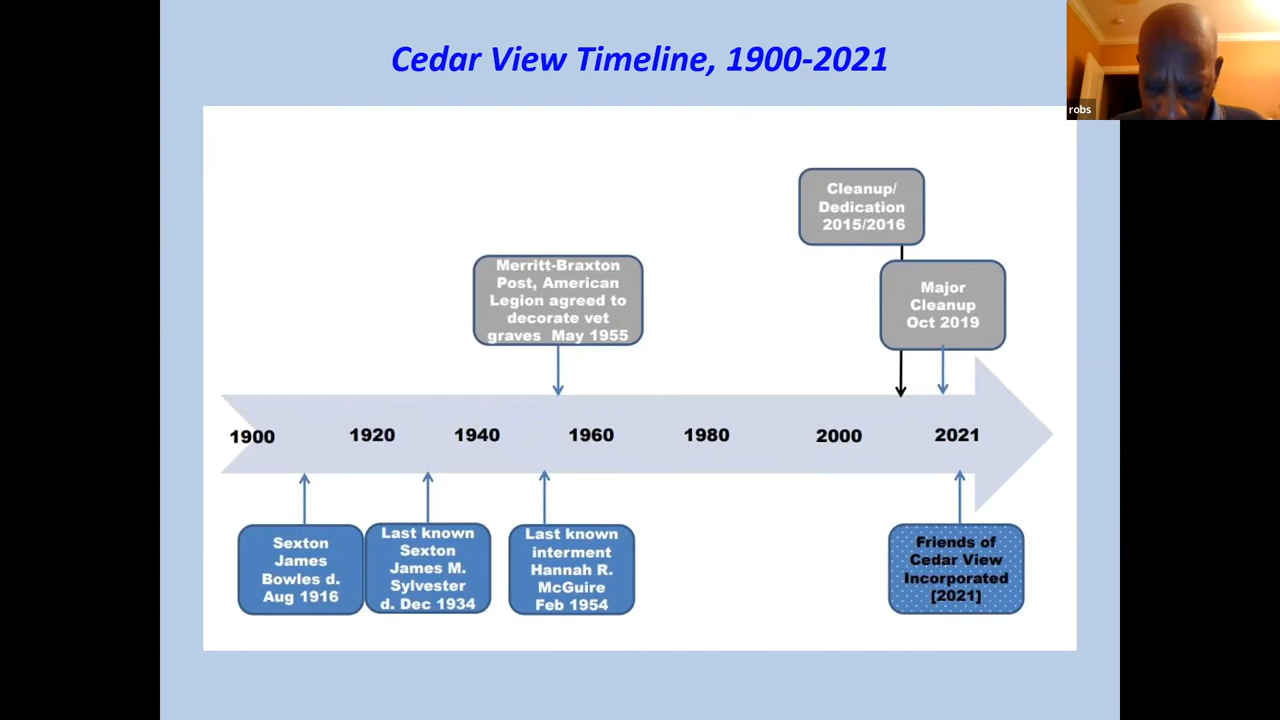 Cedar View Timeline, 1900-2021
robs
Cleanup/
Dedication
2015/2016
Merritt-Braxton
Post, American
Legion agreed to
decorate vet
graves May 1955
Major
Cleanup
Oct 2019
1900
1920
1940
1960
1980
2000
2021
Sexton
James
Bowles d.
Aug 1916
Last known
Sexton
James M.
Sylvester
d. Dec 1934
Last known
interment
Hannah R.
McGuire
Feb 1954
Friends of
Cedar View
Incorporated
[2021]